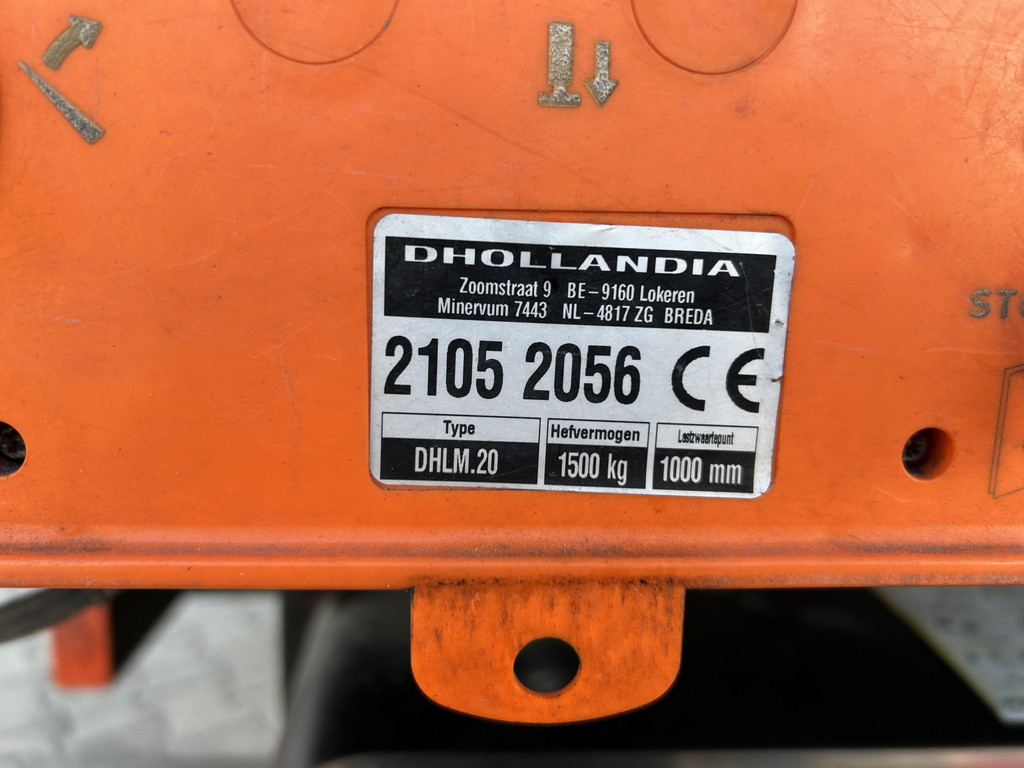 DHOLLANDIA
Zoomstraat 9 BE-9160 Lokeren
Minervum 7443 NL-4817 ZG BREDA
2105 2056 CE
Type
DHLM.20
Hefvermogen
1500 kg
Lastzwaartepunt
1000 mm